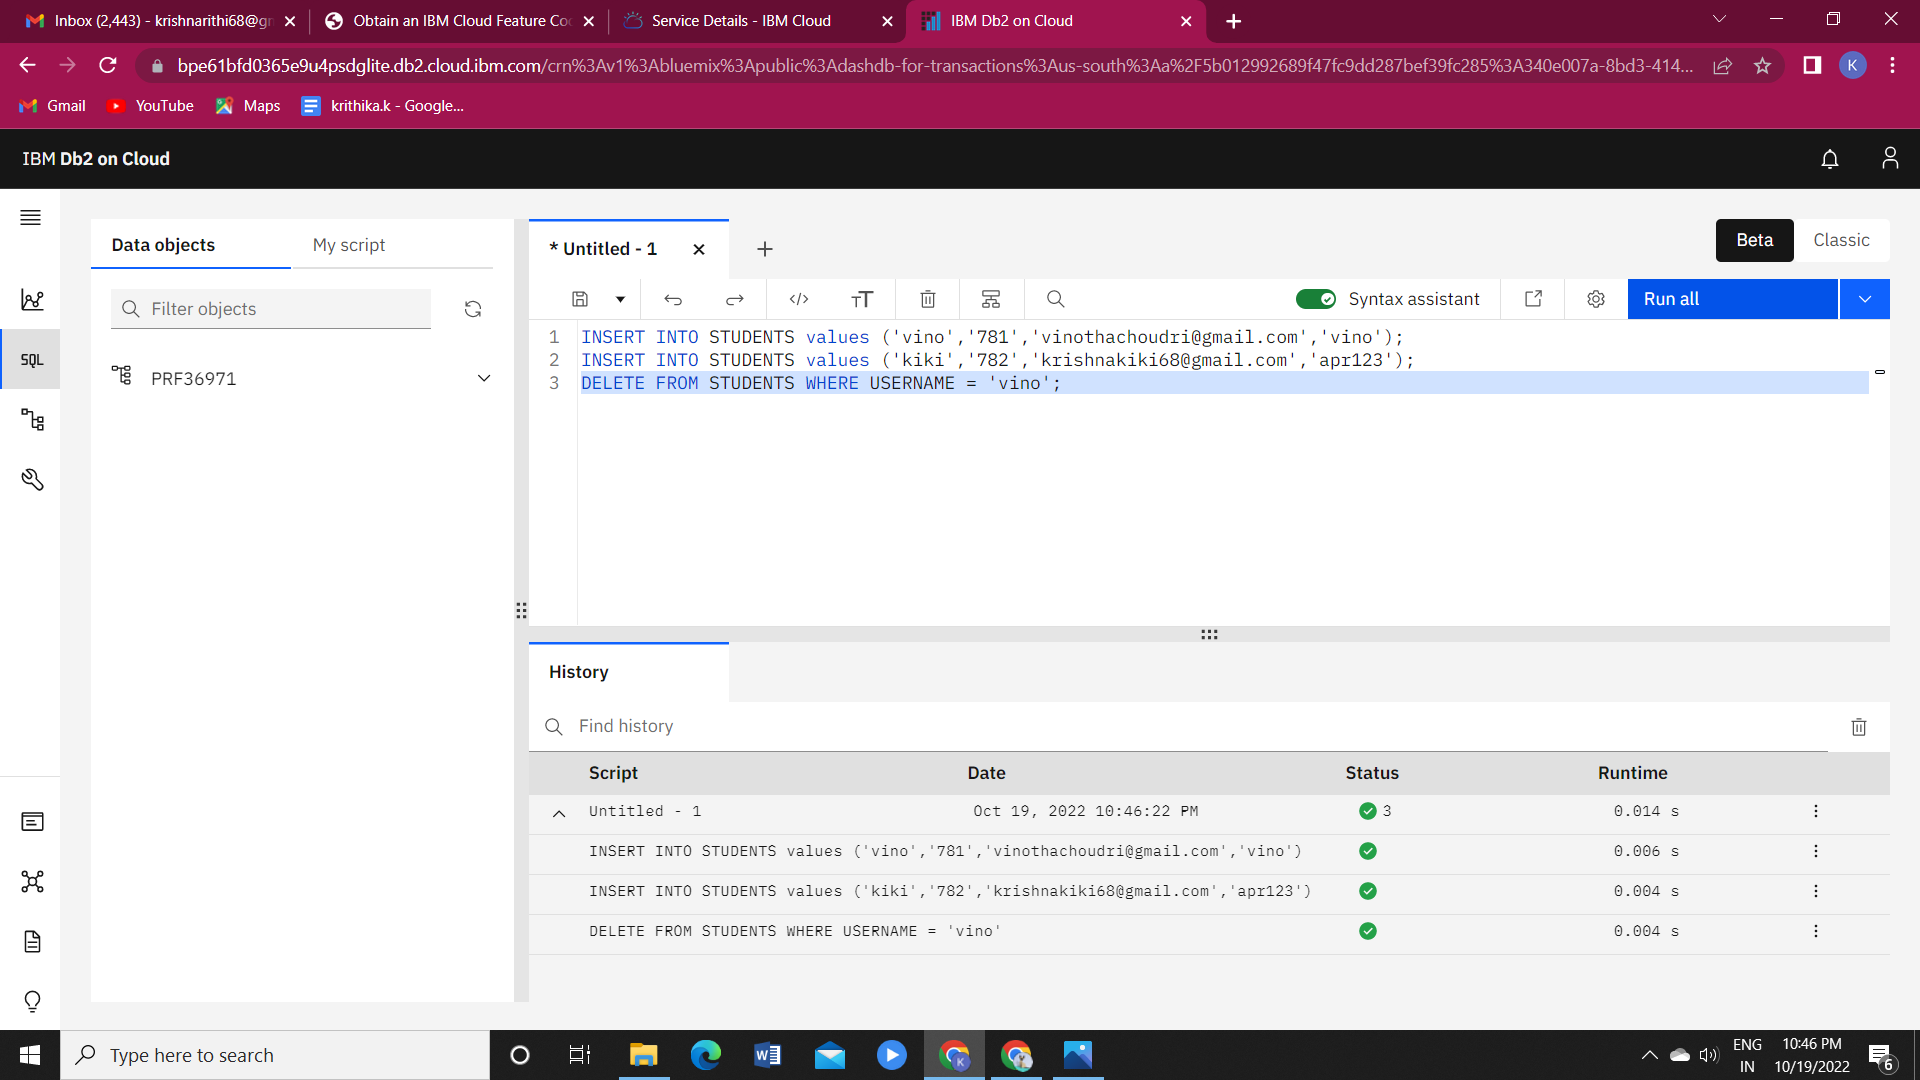 Inbox (2,443) - krishnarithi68@gm
Obtain an IBM Cloud Feature Co
Service Details - IBM Cloud
IBM Db2 on Cloud
bpe61bfd0365e9u4psdglite.db2.cloud.ibm.com/crn%3Av1%3Abluemix%3Apublic%3Adashdb-for-transactions%3Aus-south%3Aa%2F5b012992689f47fc9dd287bef39fc285%3A340e007a-8bd3-414...
K
Gmail
YouTube
Maps
krithika.k - Google...
IBM Db2 on Cloud
Data objects
My script
* Untitled - 1
Beta
Classic
Filter objects
Syntax assistant
Run all
SQL
PRF36971
1 INSERT INTO STUDENTS values ('vino','781','vinothachoudri@gmail.com','vino');
2 INSERT INTO STUDENTS values ('kiki','782','krishnakiki68@gmail.com','apr123');
3 DELETE FROM STUDENTS WHERE USERNAME = 'vino';
History
Find history
Script Date Status Runtime
Untitled - 1 Oct 19, 2022 10:46:22 PM 3 0.014 s
INSERT INTO STUDENTS values ('vino','781','vinothachoudri@gmail.com','vino') 0.006 s
INSERT INTO STUDENTS values ('kiki','782','krishnakiki68@gmail.com','apr123') 0.004 s
DELETE FROM STUDENTS WHERE USERNAME = 'vino' 0.004 s
Type here to search
ENG
IN
10:46 PM
10/19/2022
6